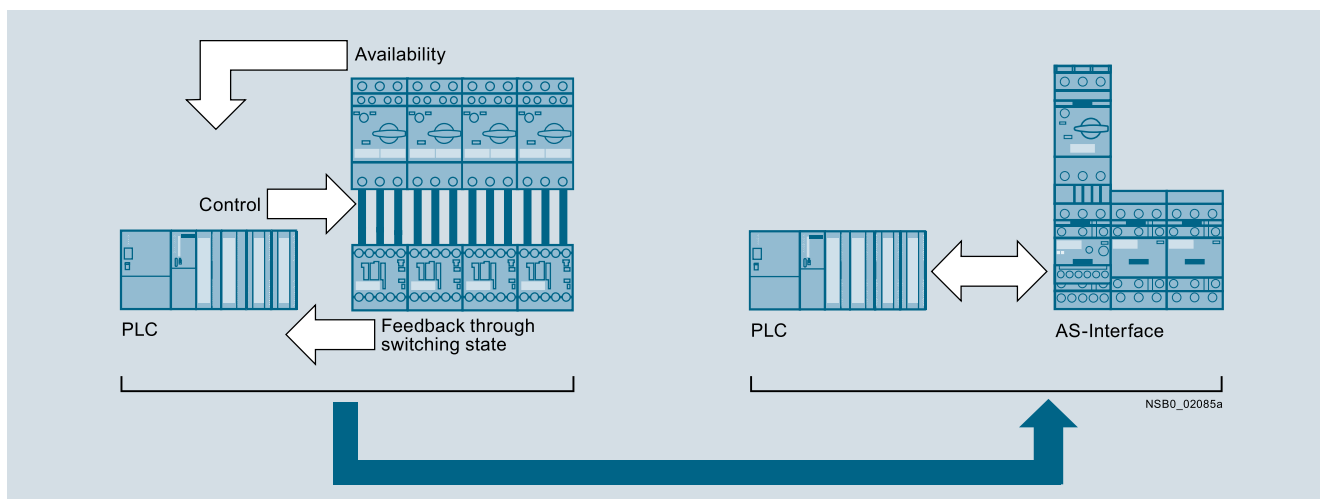 Availability
Control
PLC
Feedback through
switching state
PLC
AS-Interface
NSB0_02085a